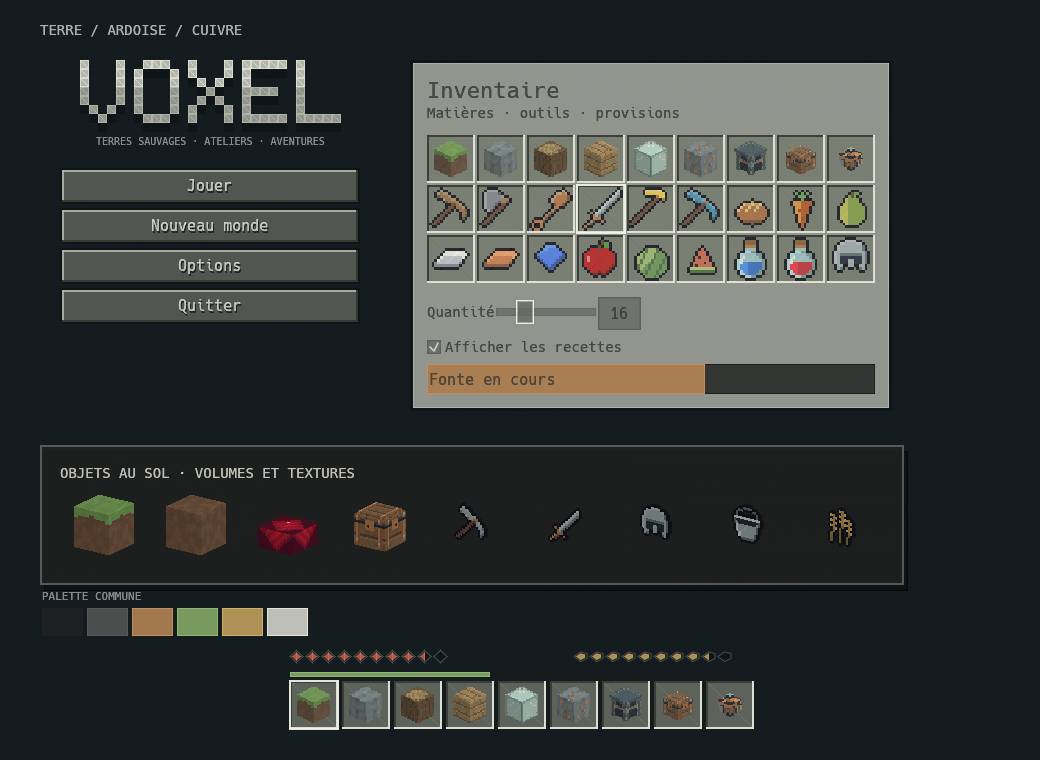 TERRE / ARDOISE / CUIVRE
VOXEL
TERRES SAUVAGES · ATELIERS · AVENTURES
Jouer
Nouveau monde
Options
Quitter
Inventaire
Matières · outils · provisions
Quantité 16
Afficher les recettes
Fonte en cours
OBJETS AU SOL · VOLUMES ET TEXTURES
PALETTE COMMUNE